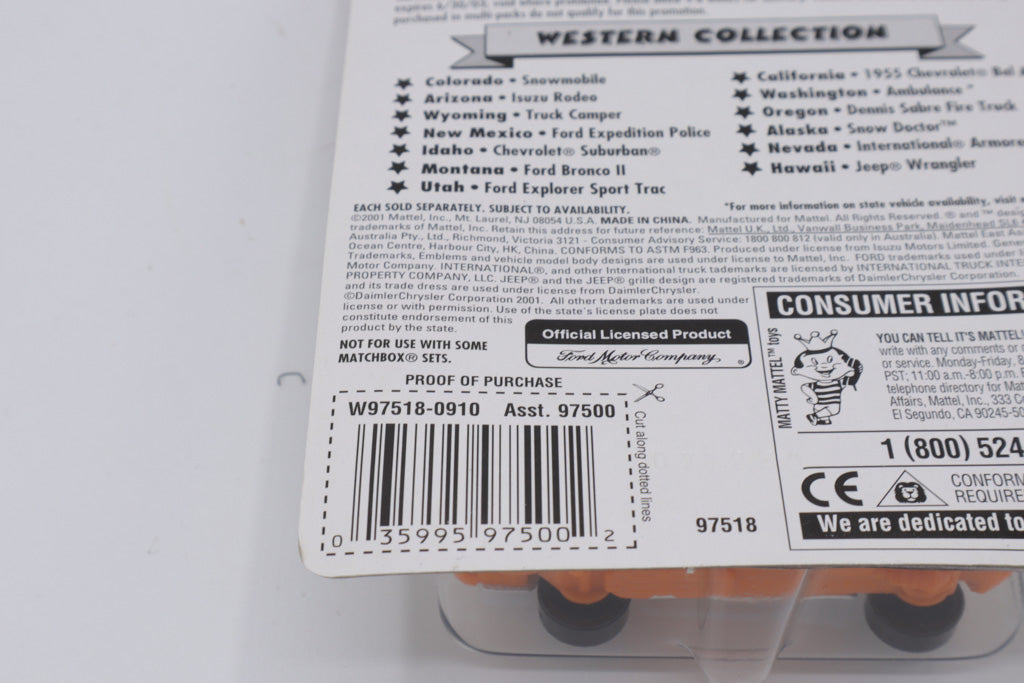 purchased in multi-packs do not qualify for this promotion.
WESTERN COLLECTION
★ Colorado • Snowmobile
★ Arizona • Isuzu Rodeo
★ Wyoming • Truck Camper
★ New Mexico • Ford Expedition Police
★ Idaho • Chevrolet® Suburban®
★ Montana • Ford Bronco II
★ Utah • Ford Explorer Sport Trac
★ California • 1955 Chevrolet® Bel
★ Washington • Ambulance*
★ Oregon • Dennis Sabre Fire Truck
★ Alaska • Snow Doctor™
★ Nevada • International® Armor
★ Hawaii • Jeep® Wrangler
EACH SOLD SEPARATELY. SUBJECT TO AVAILABILITY.
*For more information on state vehicle availability, visit
©2001 Mattel, Inc., Mt. Laurel, NJ 08054 U.S.A. MADE IN CHINA. Manufactured for Mattel. All Rights Reserved. ® and ™ desig
trademarks of Mattel, Inc. Retain this address for future reference: Mattel U.K., Ltd., Vanwall Business Park, Maidenhead SL6
Australia Pty., Ltd., Richmond, Victoria 3121 - Consumer Advisory Service: 1800 800 812 (valid only in Australia). Mattel East As
Ocean Centre, Harbour City, HK, China. CONFORMS TO ASTM F963. Produced under license from Isuzu Motors Limited. Gene
Trademarks, Emblems and vehicle model body designs are used under license to Mattel, Inc. FORD trademarks used under
Motor Company. INTERNATIONAL®, and other International truck tademarks are licensed by INTERNATIONAL TRUCK INTE
PROPERTY COMPANY, LLC. JEEP® and the JEEP® grille design are registered trademarks of DaimlerChrysler Corporation
and its trade dress are used under license from DaimlerChrysler.
©DaimlerChrysler Corporation 2001. All other trademarks are used under
license or with permission. Use of the state's license plate does not
constitute endorsement of this
product by the state.
NOT FOR USE WITH SOME
MATCHBOX® SETS.
Official Licensed Product
Ford Motor Company ®
PROOF OF PURCHASE
W97518-0910 Asst. 97500
0 35995 97500 2
Cut along dotted lines
97518
CONSUMER INFOR
MATTY MATTEL™ toys
YOU CAN TELL IT'S MATTEL!
write with any comments or
or service. Monday-Friday, 8
PST; 11:00 a.m.-8:00 p.m.
telephone directory for Mat
Affairs, Mattel, Inc., 333 C
El Segundo, CA 90245-50
1 (800) 524
CE
CONFORM
REQUIRE
We are dedicated to